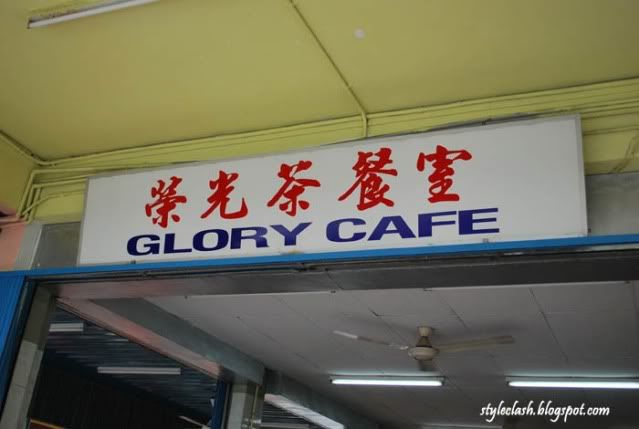 榮光茶餐室
GLORY CAFE
styleclash.blogspot.com